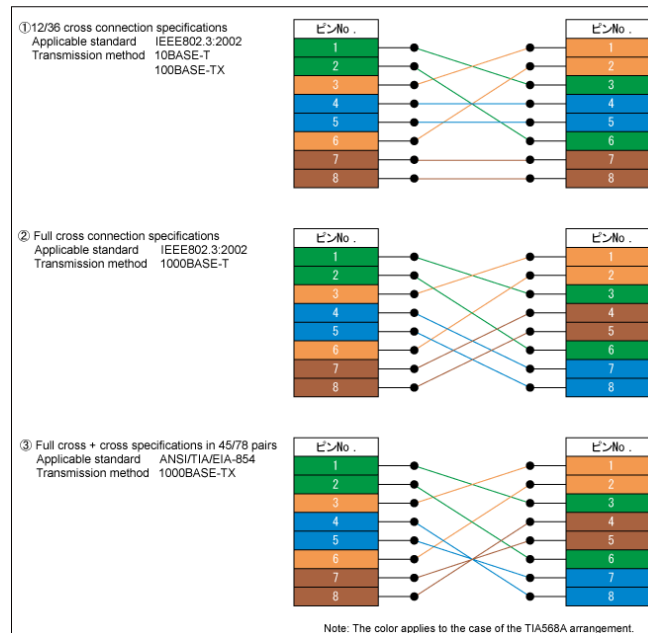 ①12/36 cross connection specifications
Applicable standard IEEE802.3:2002
Transmission method 10BASE-T
100BASE-TX
ピンNo.
1
2
3
4
5
6
7
8
ピンNo.
1
2
3
4
5
6
7
8
② Full cross connection specifications
Applicable standard IEEE802.3:2002
Transmission method 1000BASE-T
ピンNo.
1
2
3
4
5
6
7
8
ピンNo.
1
2
3
4
5
6
7
8
③ Full cross + cross specifications in 45/78 pairs
Applicable standard ANSI/TIA/EIA-854
Transmission method 1000BASE-TX
ピンNo.
1
2
3
4
5
6
7
8
ピンNo.
1
2
3
4
5
6
7
8
Note: The color applies to the case of the TIA568A arrangement.